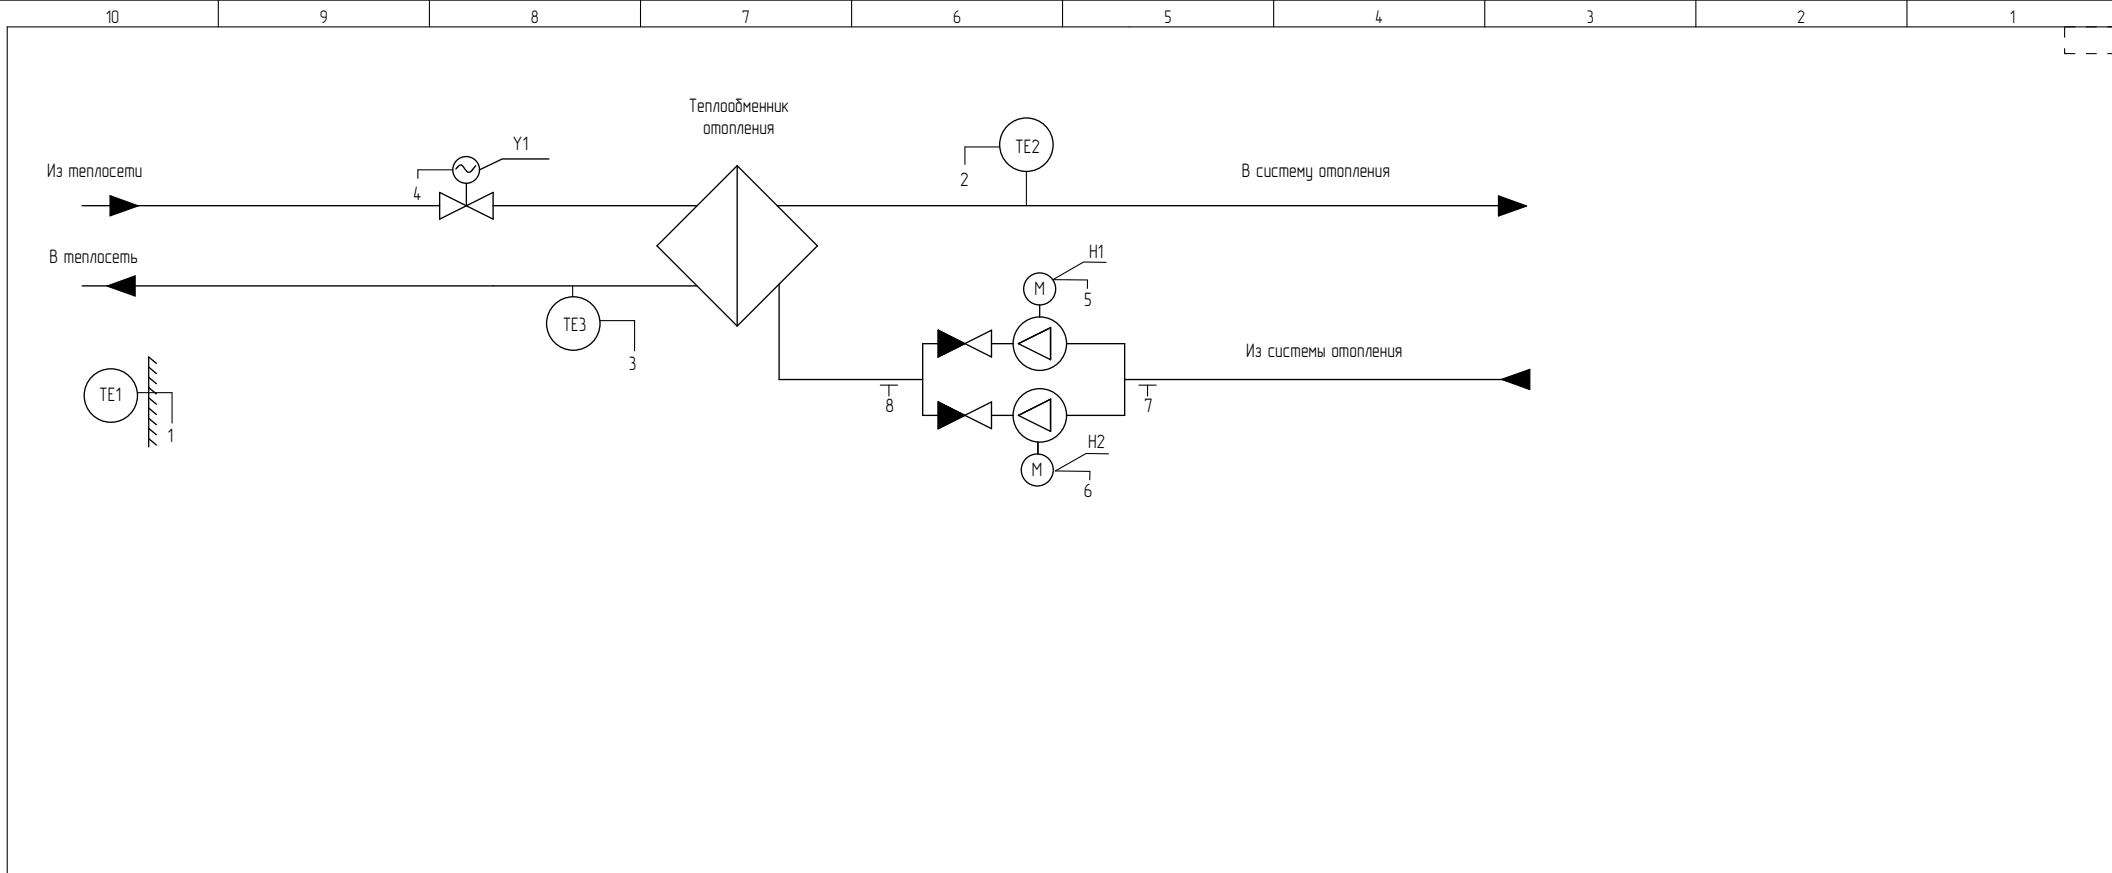 10 9 8 7 6 5 4 3 2 1
Теплообменник
отопления
Y1
TE2
Из теплосети
4
2
В систему отопления
В теплосеть
H1
M
5
TE3
3
Из системы отопления
TE1
1
8
7
H2
M
6